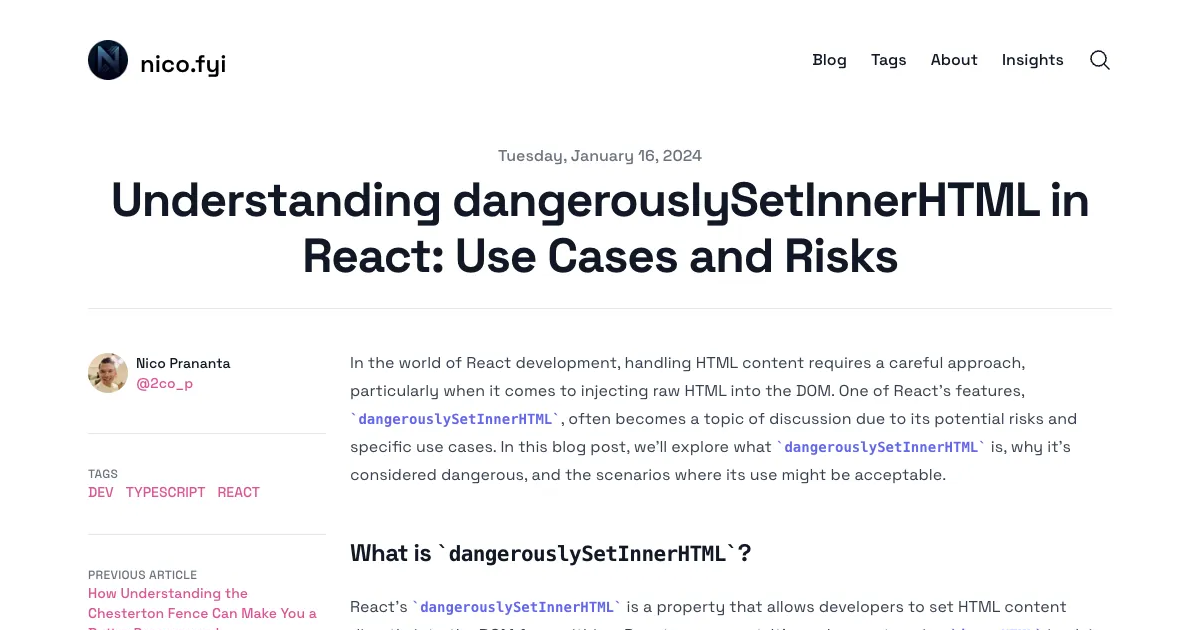 nico.fyi
Blog Tags About Insights
Tuesday, January 16, 2024
Understanding dangerouslySetInnerHTML in
React: Use Cases and Risks
Nico Prananta
@2co_p
TAGS
DEV TYPESCRIPT REACT
PREVIOUS ARTICLE
How Understanding the
Chesterton Fence Can Make You a
In the world of React development, handling HTML content requires a careful approach,
particularly when it comes to injecting raw HTML into the DOM. One of React's features,
`dangerouslySetInnerHTML`, often becomes a topic of discussion due to its potential risks and
specific use cases. In this blog post, we'll explore what `dangerouslySetInnerHTML` is, why it's
considered dangerous, and the scenarios where its use might be acceptable.
What is `dangerouslySetInnerHTML`?
React's `dangerouslySetInnerHTML` is a property that allows developers to set HTML content